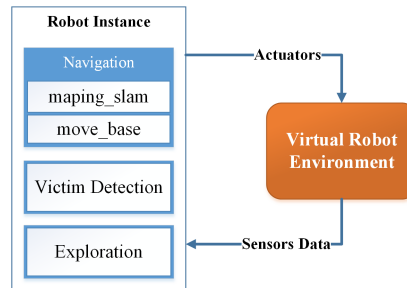 Robot Instance
Navigation
maping_slam
move_base
Victim Detection
Exploration
Actuators
Virtual Robot
Environment
Sensors Data